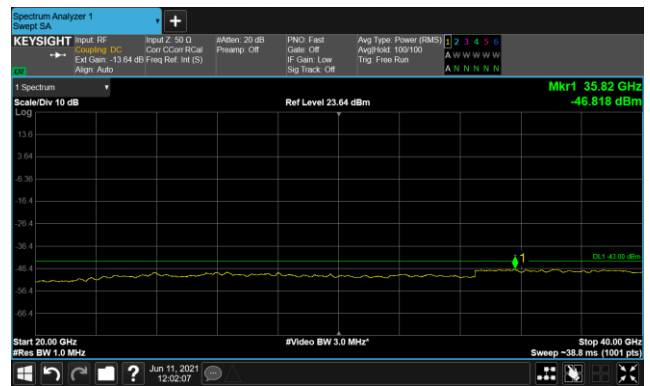 Spectrum Analyzer 1
Swept SA
+
KEYSIGHT Input: RF Input Z: 50 Ω #Atten: 20 dB PNO: Fast Avg Type: Power (RMS) 1 2 3 4 5 6
Coupling: DC Corr CCorr RCal Preamp: Off Gate: Off Avg|Hold: 100/100 A W W W W W
Ext Gain: -13.64 dB Freq Ref: Int (S) IF Gain: Low Trig: Free Run
Align: Auto Sig Track: Off A N N N N N
1 Spectrum Mkr1 35.82 GHz
Scale/Div 10 dB Ref Level 23.64 dBm -46.818 dBm
Log
13.6
3.64
-6.36
-16.4
-26.4
-36.4
1
DL1 -43.00 dBm
-46.4
-56.4
-66.4
Start 20.00 GHz #Video BW 3.0 MHz* Stop 40.00 GHz
#Res BW 1.0 MHz Sweep ~38.8 ms (1001 pts)
? Jun 11, 2021
12:02:07